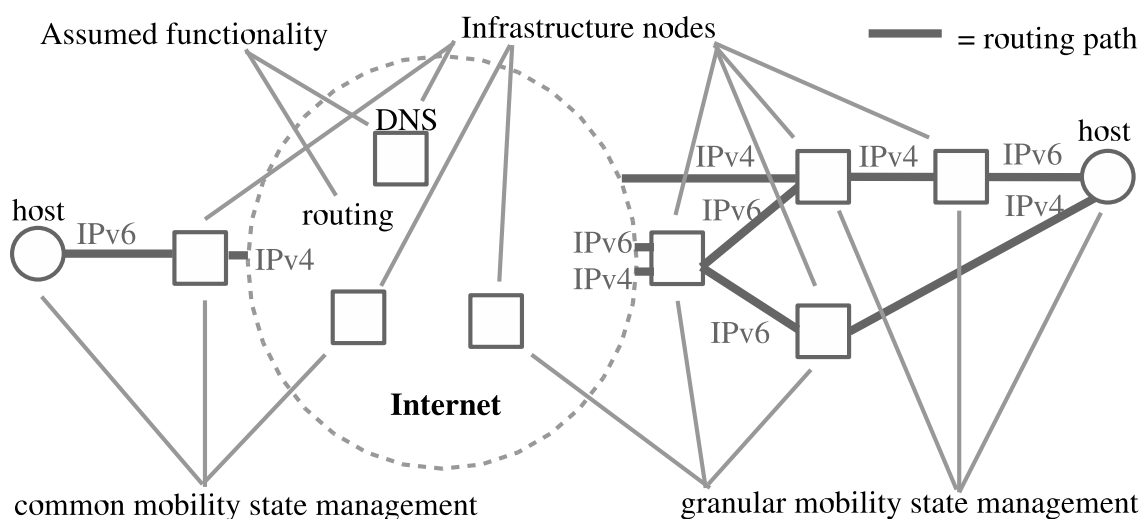 Assumed functionality
Infrastructure nodes
= routing path
DNS
host
IPv4
IPv4
IPv6
host
IPv6
routing
IPv6
IPv4
IPv4
IPv6
IPv4
IPv6
Internet
common mobility state management
granular mobility state management